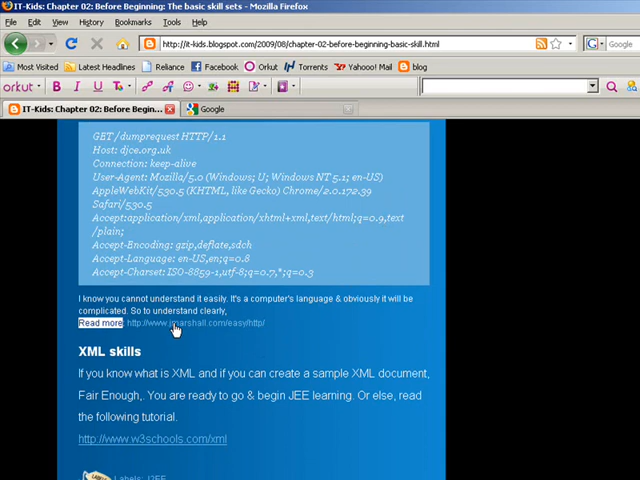 IT-Kids: Chapter 02: Before Beginning: The basic skill sets - Mozilla Firefox
File Edit View History Bookmarks Tools Help
http://it-kids.blogspot.com/2009/08/chapter-02-before-beginning-basic-skill.html
Google
Most Visited Latest Headlines Reliance Facebook Orkut Torrents Yahoo! Mail blog
orkut B I U T
IT-Kids: Chapter 02: Before Beginn... Google
GET /dumprequest HTTP/1.1
Host: djce.org.uk
Connection: keep-alive
User-Agent: Mozilla/5.0 (Windows; U; Windows NT 5.1; en-US)
AppleWebKit/530.5 (KHTML, like Gecko) Chrome/2.0.172.39
Safari/530.5
Accept:application/xml,application/xhtml+xml,text/html;q=0.9,text
/plain;
Accept-Encoding: gzip,deflate,sdch
Accept-Language: en-US,en;q=0.8
Accept-Charset: ISO-8859-1,utf-8;q=0.7,*;q=0.3
I know you cannot understand it easily. It's a computer's language & obviously it will be
complicated. So to understand clearly,
Read more http://www.jmarshall.com/easy/http/
XML skills
If you know what is XML and if you can create a sample XML document,
Fair Enough,. You are ready to go & begin JEE learning. Or else, read
the following tutorial.
http://www.w3schools.com/xml
Labels: J2EE